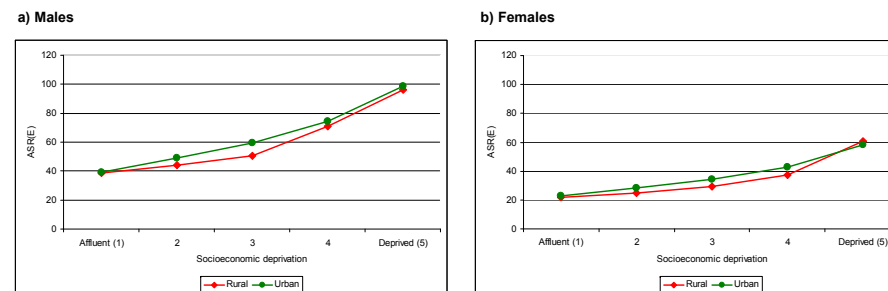 a) Males
120
100
80
60
40
20
0
ASR(E)
Affluent (1) 2 3 4 Deprived (5)
Socioeconomic deprivation
Rural Urban
b) Females
120
100
80
60
40
20
0
ASR(E)
Affluent (1) 2 3 4 Deprived (5)
Socioeconomic deprivation
Rural Urban